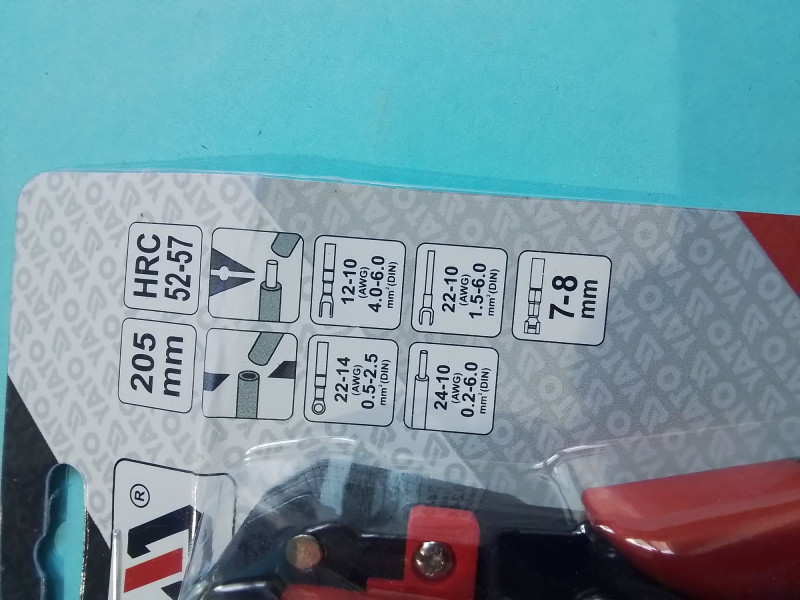 205
mm
HRC
52-57
22-14
(AWG)
0.5-2.5
mm²(DIN)
12-10
(AWG)
4.0-6.0
mm²(DIN)
24-10
(AWG)
0.2-6.0
mm²(DIN)
22-10
(AWG)
1.5-6.0
mm²(DIN)
7-8
mm
®
YATO